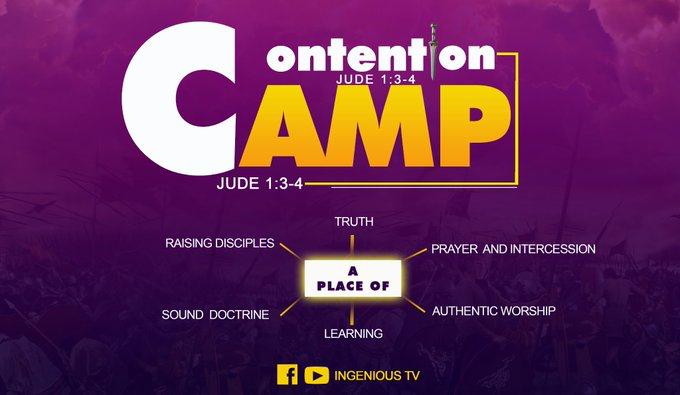 Contention
JUDE 1:3-4
CAMP
JUDE 1:3-4
TRUTH
RAISING DISCIPLES
PRAYER AND INTERCESSION
A
PLACE OF
SOUND DOCTRINE
AUTHENTIC WORSHIP
LEARNING
INGENIOUS TV